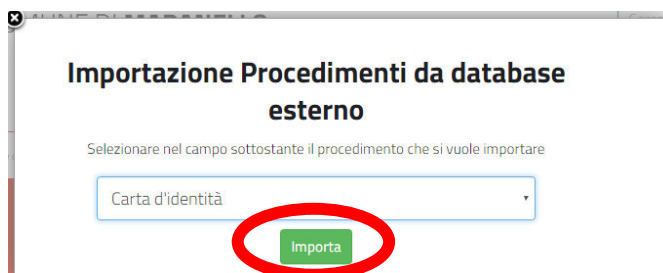 Importazione Procedimenti da database
esterno
Selezionare nel campo sottostante il procedimento che si vuole importare
Carta d'identità
Importa